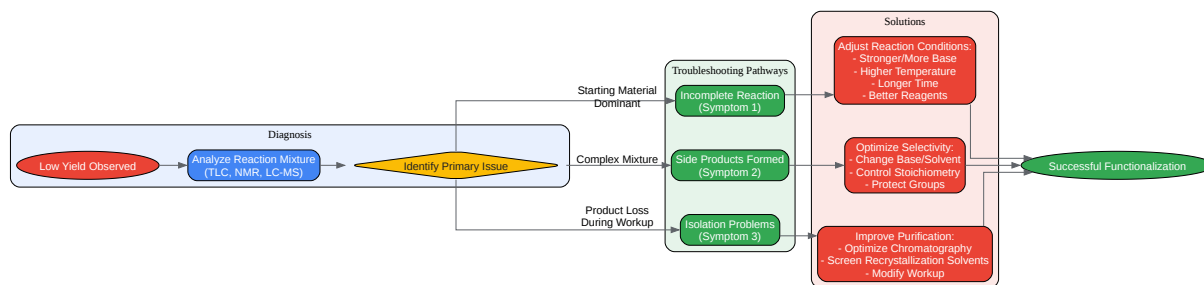 Diagnosis
Low Yield Observed
Analyze Reaction Mixture
(TLC, NMR, LC-MS)
Identify Primary Issue
Starting Material
Dominant
Complex Mixture
Product Loss
During Workup
Troubleshooting Pathways
Incomplete Reaction
(Symptom 1)
Side Products Formed
(Symptom 2)
Isolation Problems
(Symptom 3)
Solutions
Adjust Reaction Conditions:
- Stronger/More Base
- Higher Temperature
- Longer Time
- Better Reagents
Optimize Selectivity:
- Change Base/Solvent
- Control Stoichiometry
- Protect Groups
Improve Purification:
- Optimize Chromatography
- Screen Recrystallization Solvents
- Modify Workup
Successful Functionalization